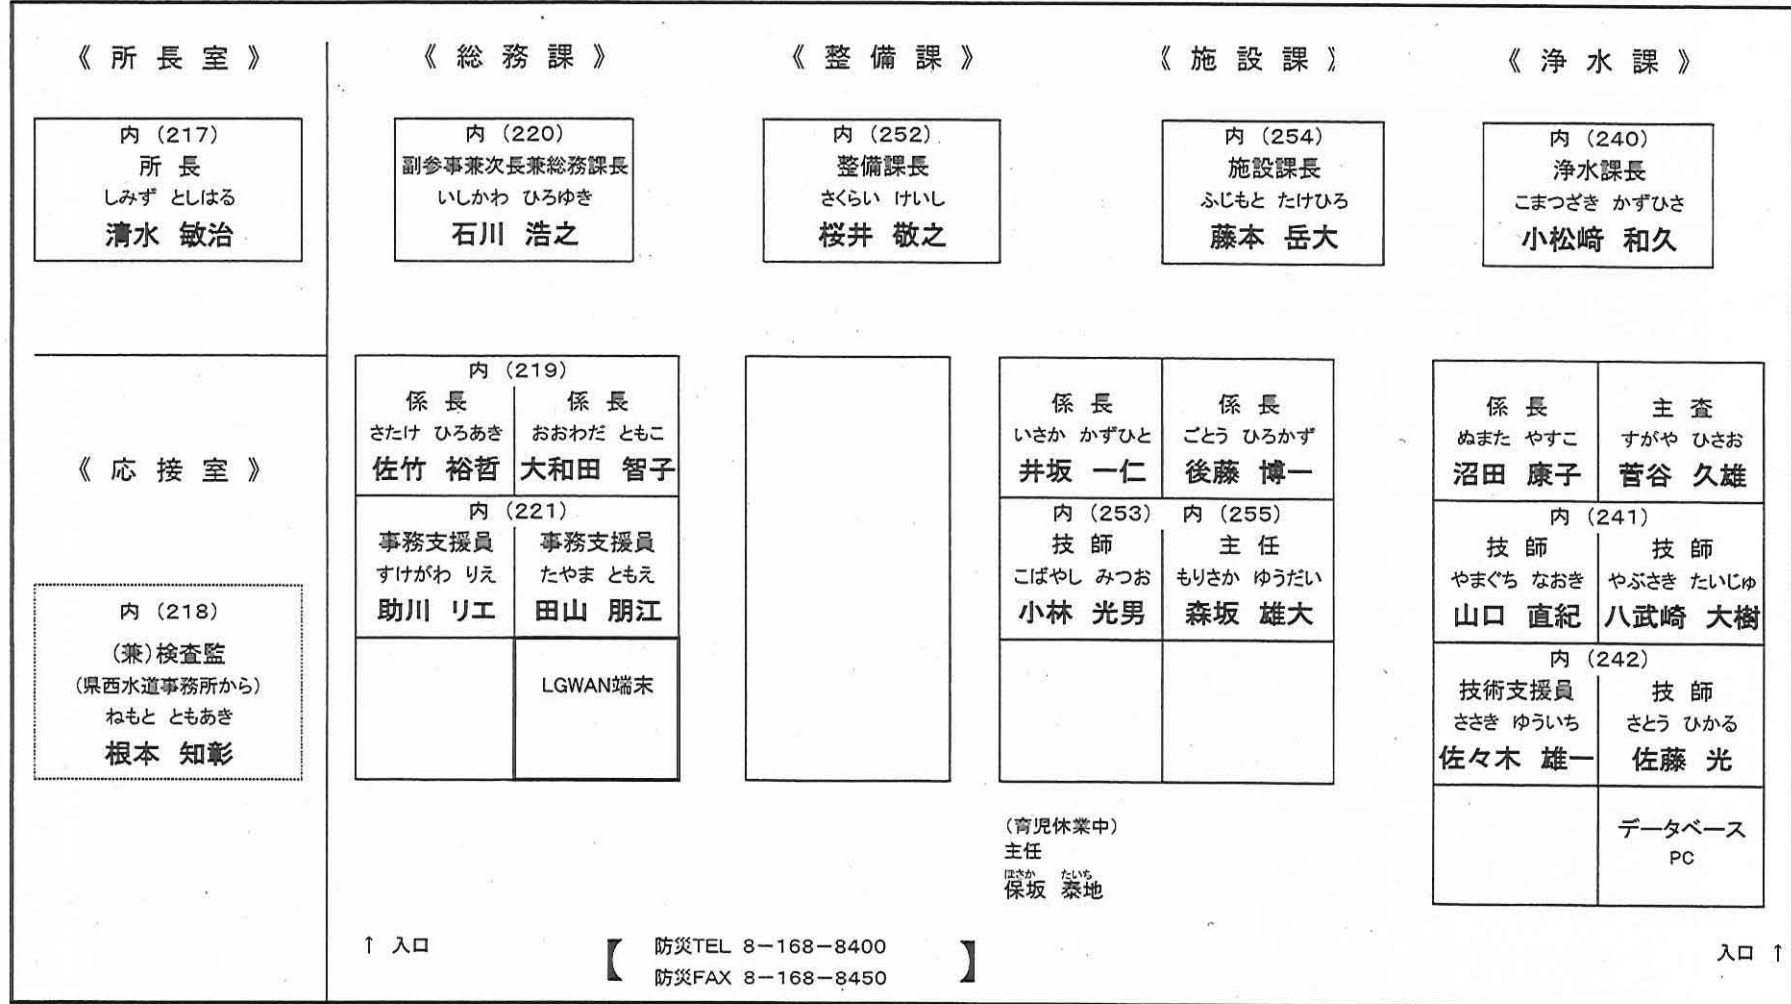 《 所 長 室 》
内 （217）
所 長
しみず としはる
清水 敏治
《 応 接 室 》
内 （218）
（兼）検査監
（県西水道事務所から）
ねもと ともあき
根本 知彰
《 総 務 課 》
内 （220）
副参事兼次長兼総務課長
いしかわ ひろゆき
石川 浩之
内 （219）
係 長
さたけ ひろあき
佐竹 裕哲
係 長
おおわだ ともこ
大和田 智子
内 （221）
事務支援員
すけがわ りえ
助川 リエ
事務支援員
たやま ともえ
田山 朋江
LGWAN端末
《 整 備 課 》
内 （252）
整備課長
さくらい けいし
桜井 敬之
《 施 設 課 》
内 （254）
施設課長
ふじもと たけひろ
藤本 岳大
係 長
いさか かずひと
井坂 一仁
係 長
ごとう ひろかず
後藤 博一
内 （253）
技 師
こばやし みつお
小林 光男
内 （255）
主 任
もりさか ゆうだい
森坂 雄大
（育児休業中）
主任
ほさか たいち
保坂 泰地
《 浄 水 課 》
内 （240）
浄水課長
こまつざき かずひさ
小松﨑 和久
係 長
ぬまた やすこ
沼田 康子
主 査
すがや ひさお
菅谷 久雄
内 （241）
技 師
やまぐち なおき
山口 直紀
技 師
やぶさき たいじゅ
八武崎 大樹
内 （242）
技術支援員
ささき ゆういち
佐々木 雄一
技 師
さとう ひかる
佐藤 光
データベース
PC
↑ 入口
【 防災TEL 8－168－8400
防災FAX 8－168－8450 】
入口 ↑